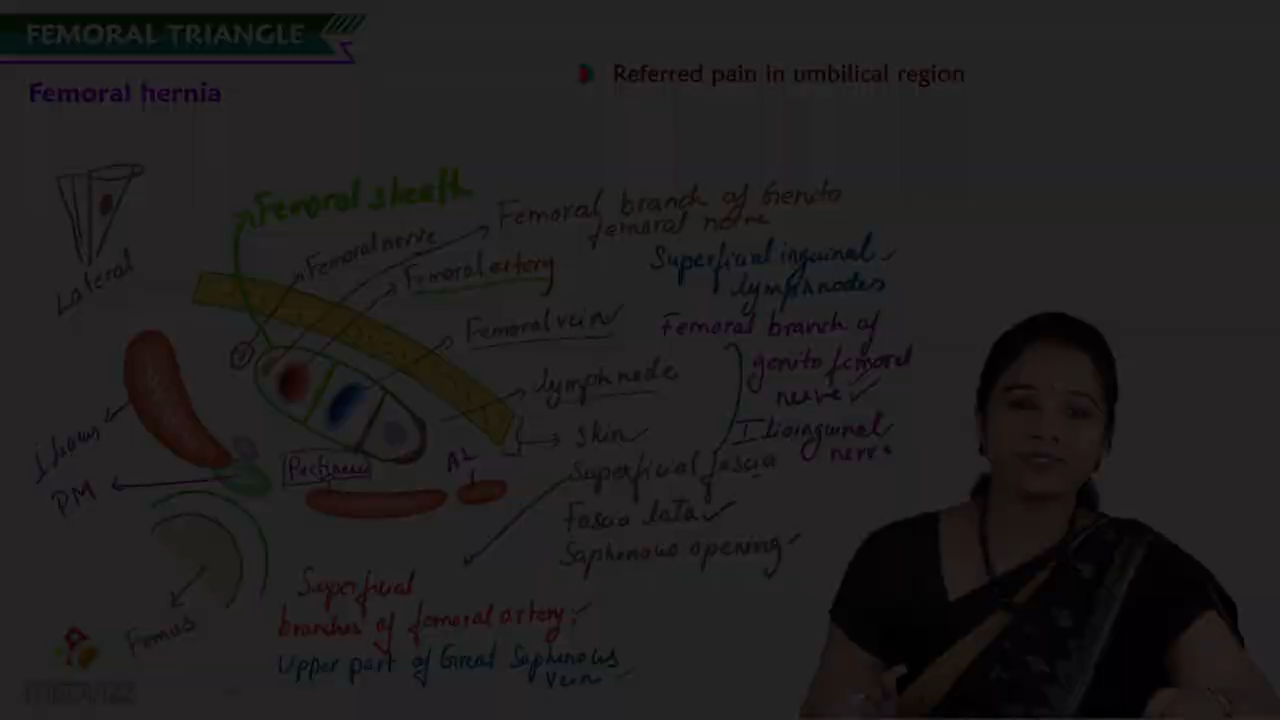 FEMORAL TRIANGLE
Femoral hernia
Referred pain in umbilical region
Lateral
Femoral sheath
Femoral nerve
Femoral artery
Femoral vein
lymph node
Femoral branch of Genito
femoral nerve
Superficial inguinal
lymphnodes
Femoral branch of
genito femoral
nerve
Ilioinguinal
nerve
skin
Superficial fascia
Fascia lata
Saphenous opening
PM
Pectineus
AL
Superficial
branches of femoral artery
Upper part of Great Saphenous
vein